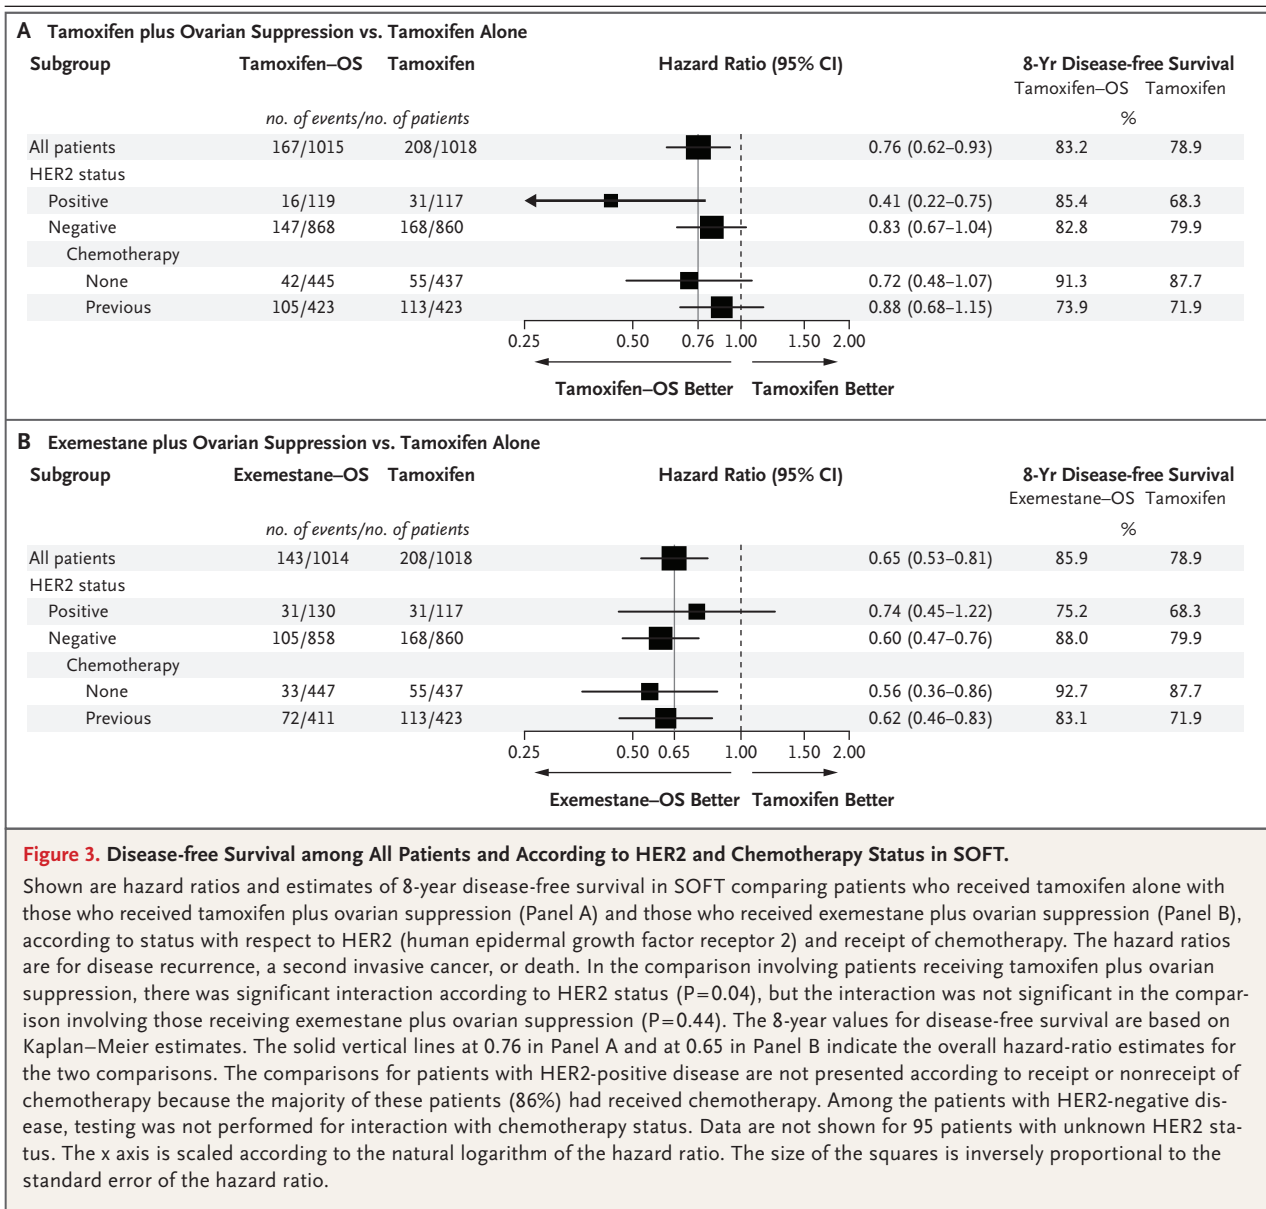 A Tamoxifen plus Ovarian Suppression vs. Tamoxifen Alone
Subgroup Tamoxifen–OS Tamoxifen Hazard Ratio (95% CI) 8-Yr Disease-free Survival
Tamoxifen–OS Tamoxifen
no. of events/no. of patients %
All patients 167/1015 208/1018 0.76 (0.62–0.93) 83.2 78.9
HER2 status
Positive 16/119 31/117 0.41 (0.22–0.75) 85.4 68.3
Negative 147/868 168/860 0.83 (0.67–1.04) 82.8 79.9
Chemotherapy
None 42/445 55/437 0.72 (0.48–1.07) 91.3 87.7
Previous 105/423 113/423 0.88 (0.68–1.15) 73.9 71.9
0.25 0.50 0.76 1.00 1.50 2.00
Tamoxifen–OS Better Tamoxifen Better
B Exemestane plus Ovarian Suppression vs. Tamoxifen Alone
Subgroup Exemestane–OS Tamoxifen Hazard Ratio (95% CI) 8-Yr Disease-free Survival
Exemestane–OS Tamoxifen
no. of events/no. of patients %
All patients 143/1014 208/1018 0.65 (0.53–0.81) 85.9 78.9
HER2 status
Positive 31/130 31/117 0.74 (0.45–1.22) 75.2 68.3
Negative 105/858 168/860 0.60 (0.47–0.76) 88.0 79.9
Chemotherapy
None 33/447 55/437 0.56 (0.36–0.86) 92.7 87.7
Previous 72/411 113/423 0.62 (0.46–0.83) 83.1 71.9
0.25 0.50 0.65 1.00 1.50 2.00
Exemestane–OS Better Tamoxifen Better
Figure 3. Disease-free Survival among All Patients and According to HER2 and Chemotherapy Status in SOFT.
Shown are hazard ratios and estimates of 8-year disease-free survival in SOFT comparing patients who received tamoxifen alone with
those who received tamoxifen plus ovarian suppression (Panel A) and those who received exemestane plus ovarian suppression (Panel B),
according to status with respect to HER2 (human epidermal growth factor receptor 2) and receipt of chemotherapy. The hazard ratios
are for disease recurrence, a second invasive cancer, or death. In the comparison involving patients receiving tamoxifen plus ovarian
suppression, there was significant interaction according to HER2 status (P=0.04), but the interaction was not significant in the compar-
ison involving those receiving exemestane plus ovarian suppression (P=0.44). The 8-year values for disease-free survival are based on
Kaplan–Meier estimates. The solid vertical lines at 0.76 in Panel A and at 0.65 in Panel B indicate the overall hazard-ratio estimates for
the two comparisons. The comparisons for patients with HER2-positive disease are not presented according to receipt or nonreceipt of
chemotherapy because the majority of these patients (86%) had received chemotherapy. Among the patients with HER2-negative dis-
ease, testing was not performed for interaction with chemotherapy status. Data are not shown for 95 patients with unknown HER2 sta-
tus. The x axis is scaled according to the natural logarithm of the hazard ratio. The size of the squares is inversely proportional to the
standard error of the hazard ratio.